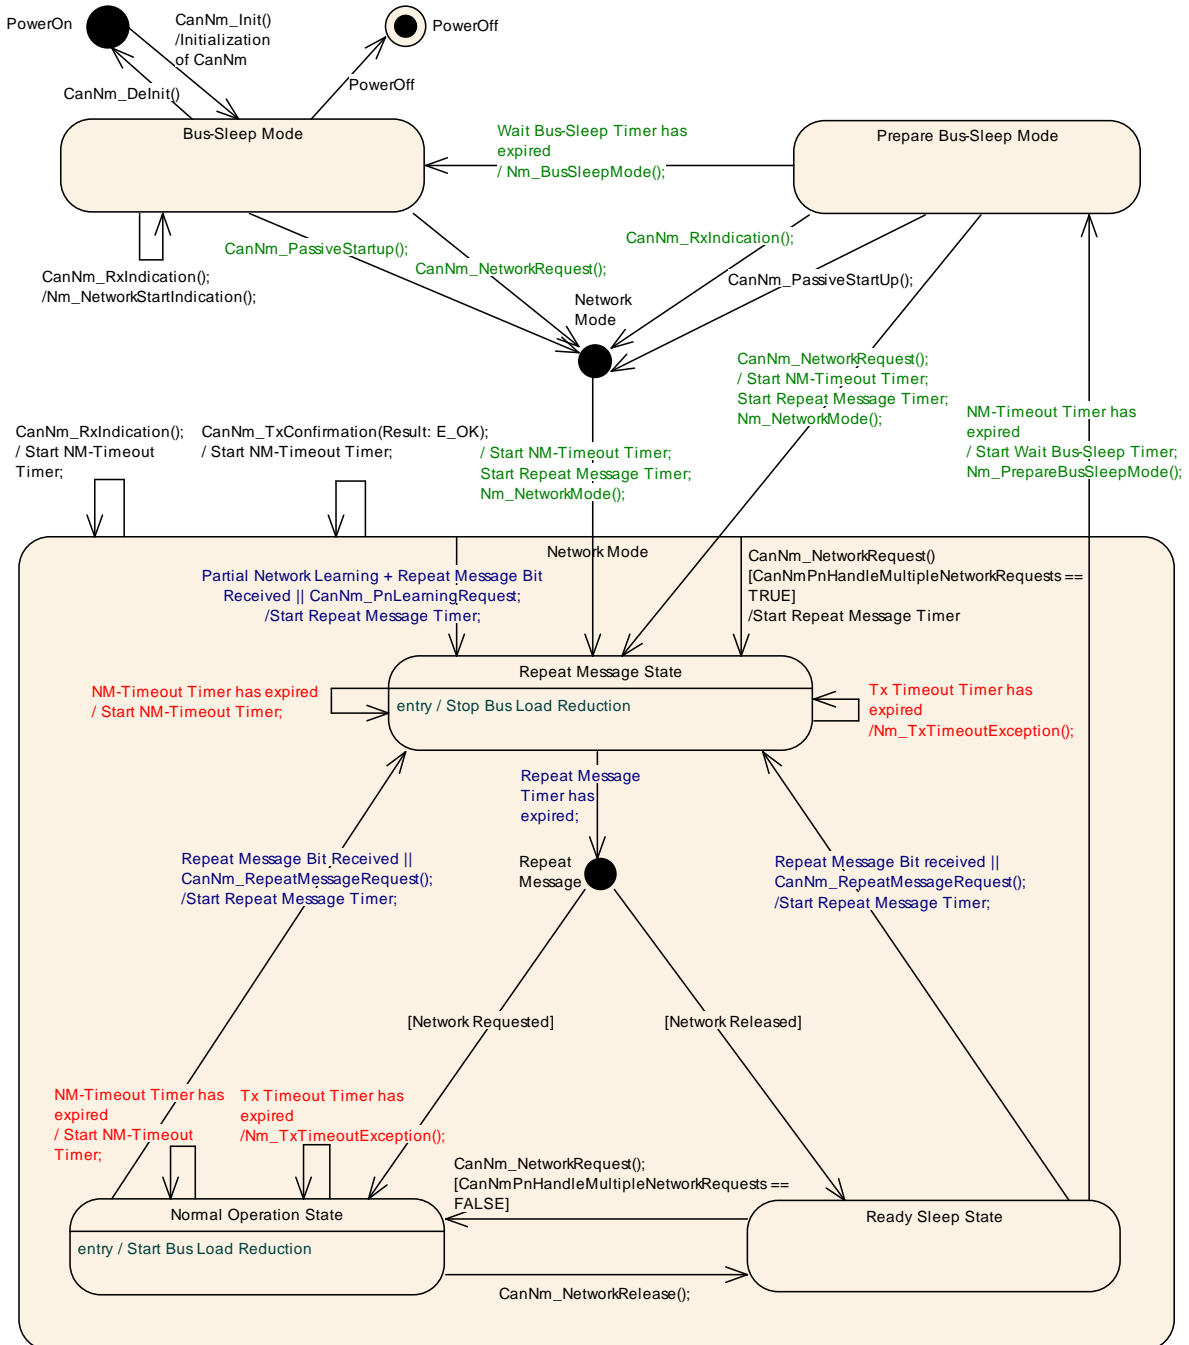 PowerOn
CanNm_Init()
/Initialization
of CanNm
PowerOff
CanNm_DeInit()
PowerOff
Bus-Sleep Mode
Wait Bus-Sleep Timer has
expired
/ Nm_BusSleepMode();
Prepare Bus-Sleep Mode
CanNm_RxIndication();
/Nm_NetworkStartIndication();
CanNm_PassiveStartup();
CanNm_NetworkRequest();
CanNm_RxIndication();
CanNm_PassiveStartUp();
Network
Mode
CanNm_NetworkRequest();
/ Start NM-Timeout Timer;
Start Repeat Message Timer;
Nm_NetworkMode();
NM-Timeout Timer has
expired
/ Start Wait Bus-Sleep Timer;
Nm_PrepareBusSleepMode();
CanNm_RxIndication();
/ Start NM-Timeout
Timer;
CanNm_TxConfirmation(Result: E_OK);
/ Start NM-Timeout Timer;
/ Start NM-Timeout Timer;
Start Repeat Message Timer;
Nm_NetworkMode();
Network Mode
Partial Network Learning + Repeat Message Bit
Received || CanNm_PnLearningRequest;
/Start Repeat Message Timer;
CanNm_NetworkRequest()
[CanNmPnHandleMultipleNetworkRequests ==
TRUE]
/Start Repeat Message Timer
Repeat Message State
entry / Stop Bus Load Reduction
NM-Timeout Timer has expired
/ Start NM-Timeout Timer;
Tx Timeout Timer has
expired
/Nm_TxTimeoutException();
Repeat Message
Timer has
expired;
Repeat
Message
Repeat Message Bit Received ||
CanNm_RepeatMessageRequest();
/Start Repeat Message Timer;
Repeat Message Bit received ||
CanNm_RepeatMessageRequest();
/Start Repeat Message Timer;
[Network Requested]
[Network Released]
NM-Timeout Timer has
expired
/ Start NM-Timeout
Timer;
Tx Timeout Timer has
expired
/Nm_TxTimeoutException();
CanNm_NetworkRequest();
[CanNmPnHandleMultipleNetworkRequests ==
FALSE]
Normal Operation State
entry / Start Bus Load Reduction
Ready Sleep State
CanNm_NetworkRelease();